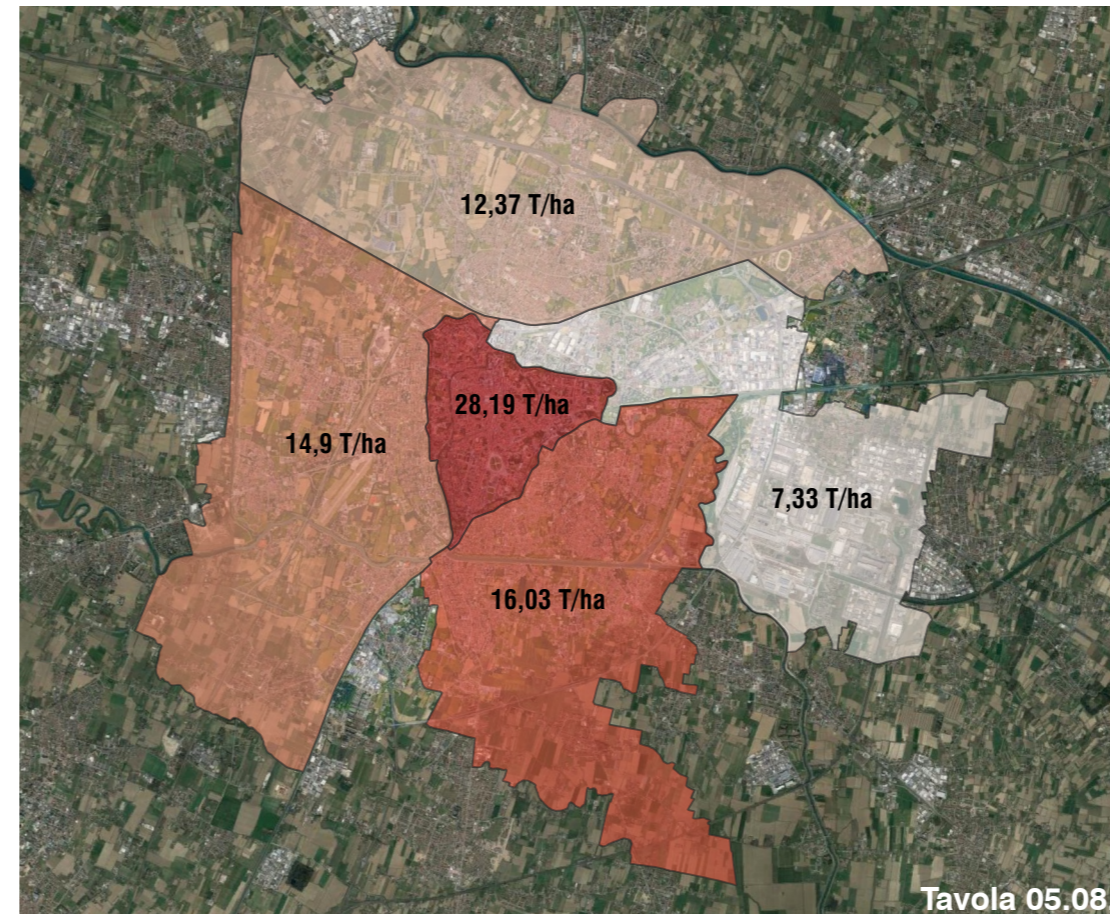 12,37 T/ha
28,19 T/ha
14,9 T/ha
7,33 T/ha
16,03 T/ha
Tavola 05.08